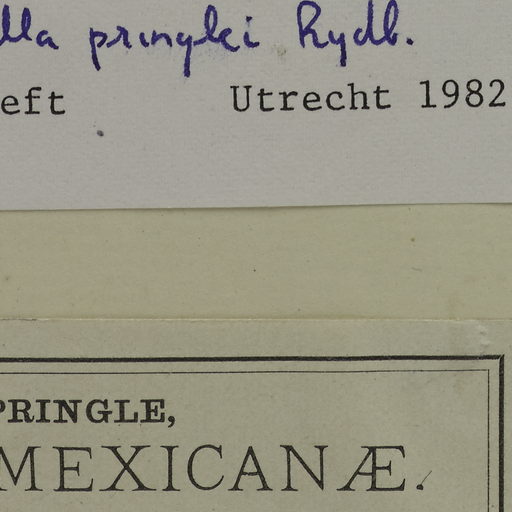 lla pringlei Rydb.
eft Utrecht 1982
PRINGLE,
MEXICANÆ.